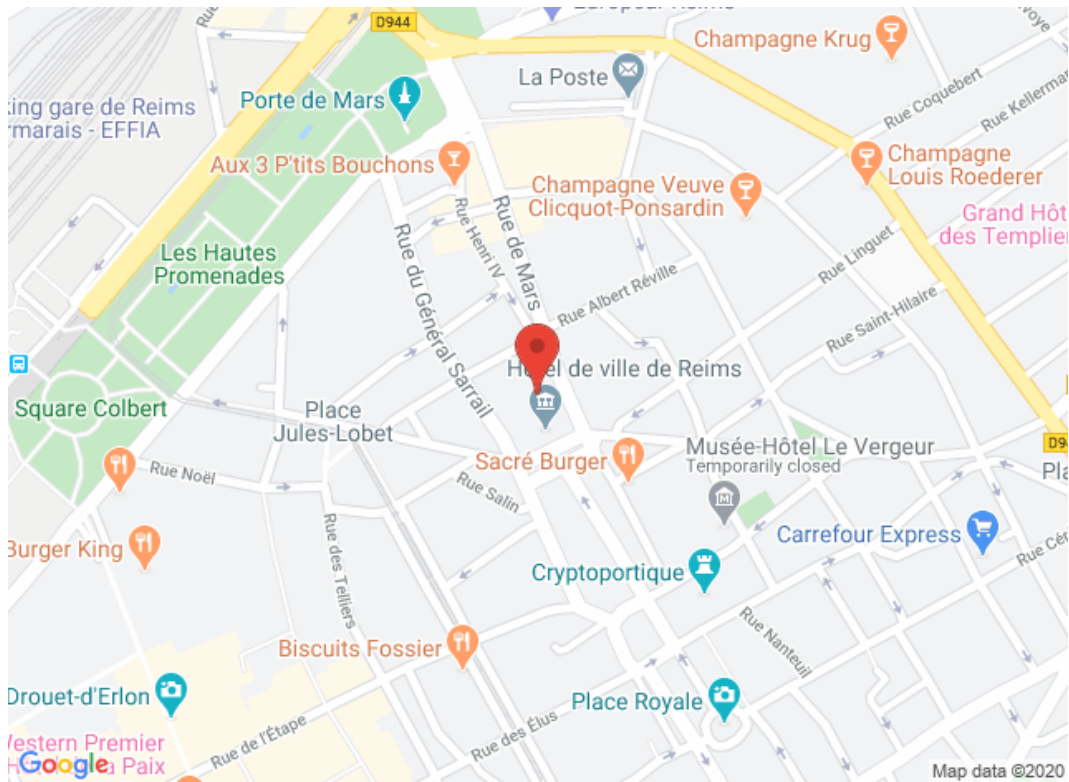 D944
Champagne Krug
La Poste
Rue Coquebert
Porte de Mars
king gare de Reims
rmarais - EFFIA
Aux 3 P'tits Bouchons
Champagne
Louis Roederer
Champagne Veuve
Clicquot-Ponsardin
Rue Henri IV
Rue de Mars
Grand Hôt
des Templier
Rue du Général Sarrail
Rue Linguet
Les Hautes
Promenades
Rue Albert Réville
Rue Saint-Hilaire
Hôtel de ville de Reims
Square Colbert
Place
Jules-Lobet
Musée-Hôtel Le Vergeur
Temporarily closed
Sacré Burger
Rue Noël
Rue Salin
Burger King
Rue des Telliers
Carrefour Express
Cryptoportique
Rue Nanteuil
Biscuits Fossier
Drouet-d'Erlon
Place Royale
Rue de l'Étape
Rue des Élus
Western Premier
Paix
Google
Map data ©2020